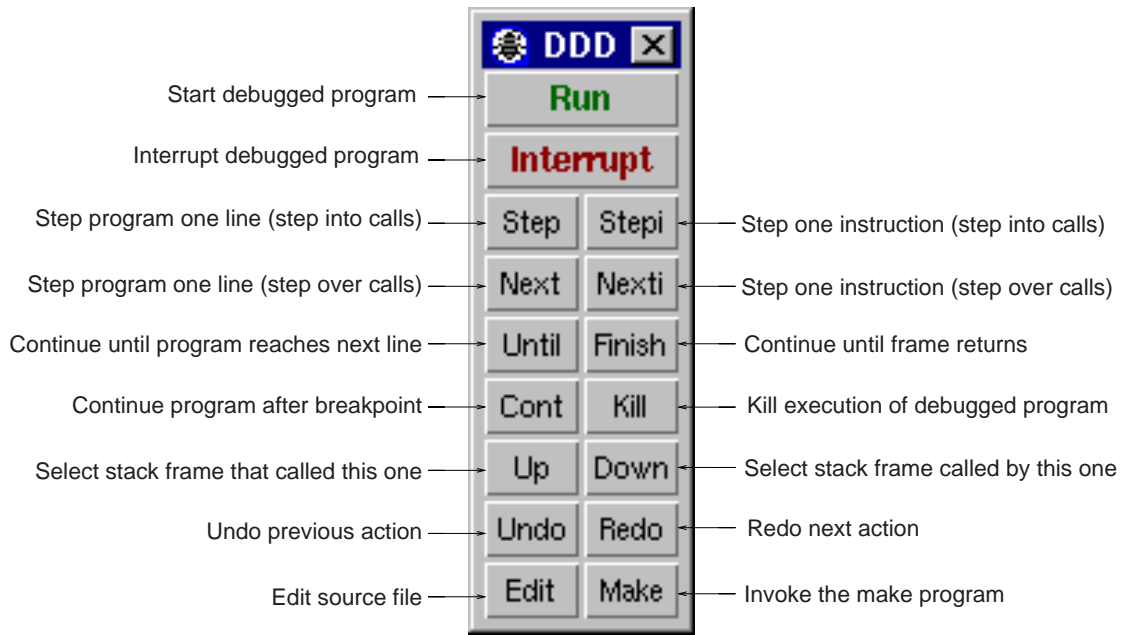 DDD
Start debugged program Run
Interrupt debugged program Interrupt
Step program one line (step into calls) Step Stepi Step one instruction (step into calls)
Step program one line (step over calls) Next Nexti Step one instruction (step over calls)
Continue until program reaches next line Until Finish Continue until frame returns
Continue program after breakpoint Cont Kill Kill execution of debugged program
Select stack frame that called this one Up Down Select stack frame called by this one
Undo previous action Undo Redo Redo next action
Edit source file Edit Make Invoke the make program